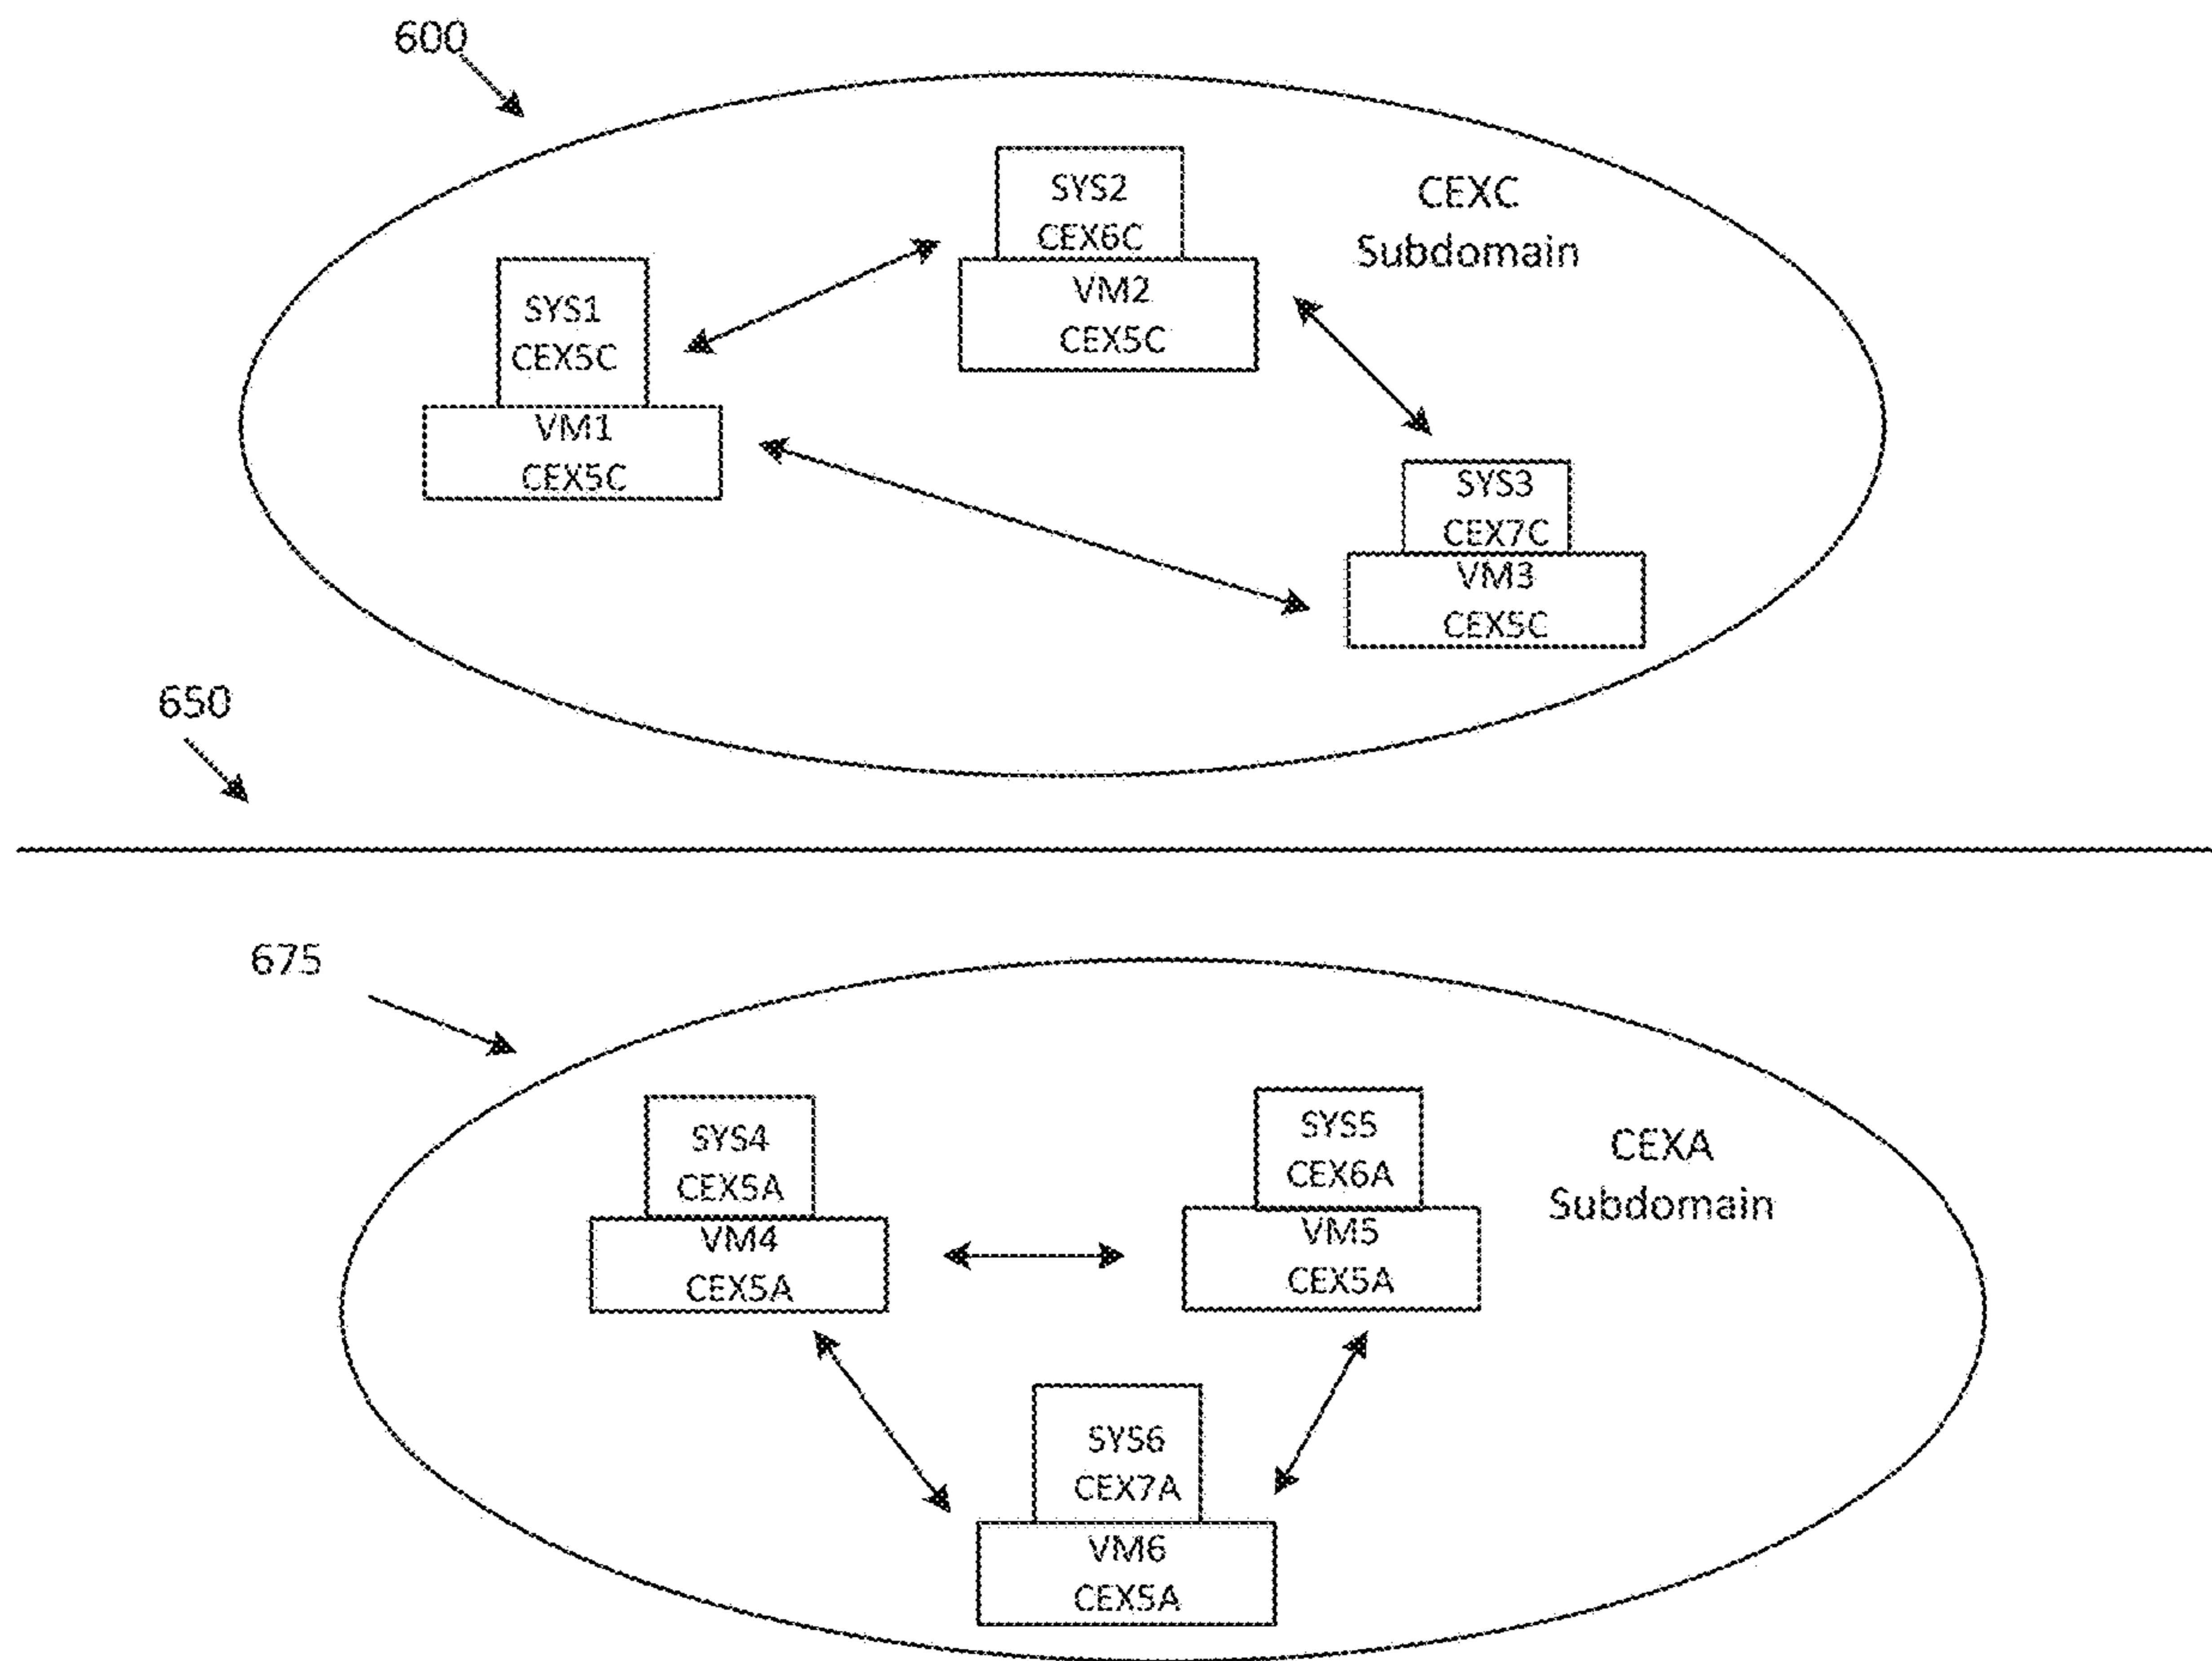 600
SYS2
CEX6C
VM2
CEX5C
CEXC
Subdomain
SYS1
CEX5C
VM1
CEX5C
SYS3
CEX7C
VM3
CEX5C
650
675
SYS4
CEX5A
VM4
CEX5A
SYS5
CEX6A
VM5
CEX5A
CEXA
Subdomain
SYS6
CEX7A
VM6
CEX5A